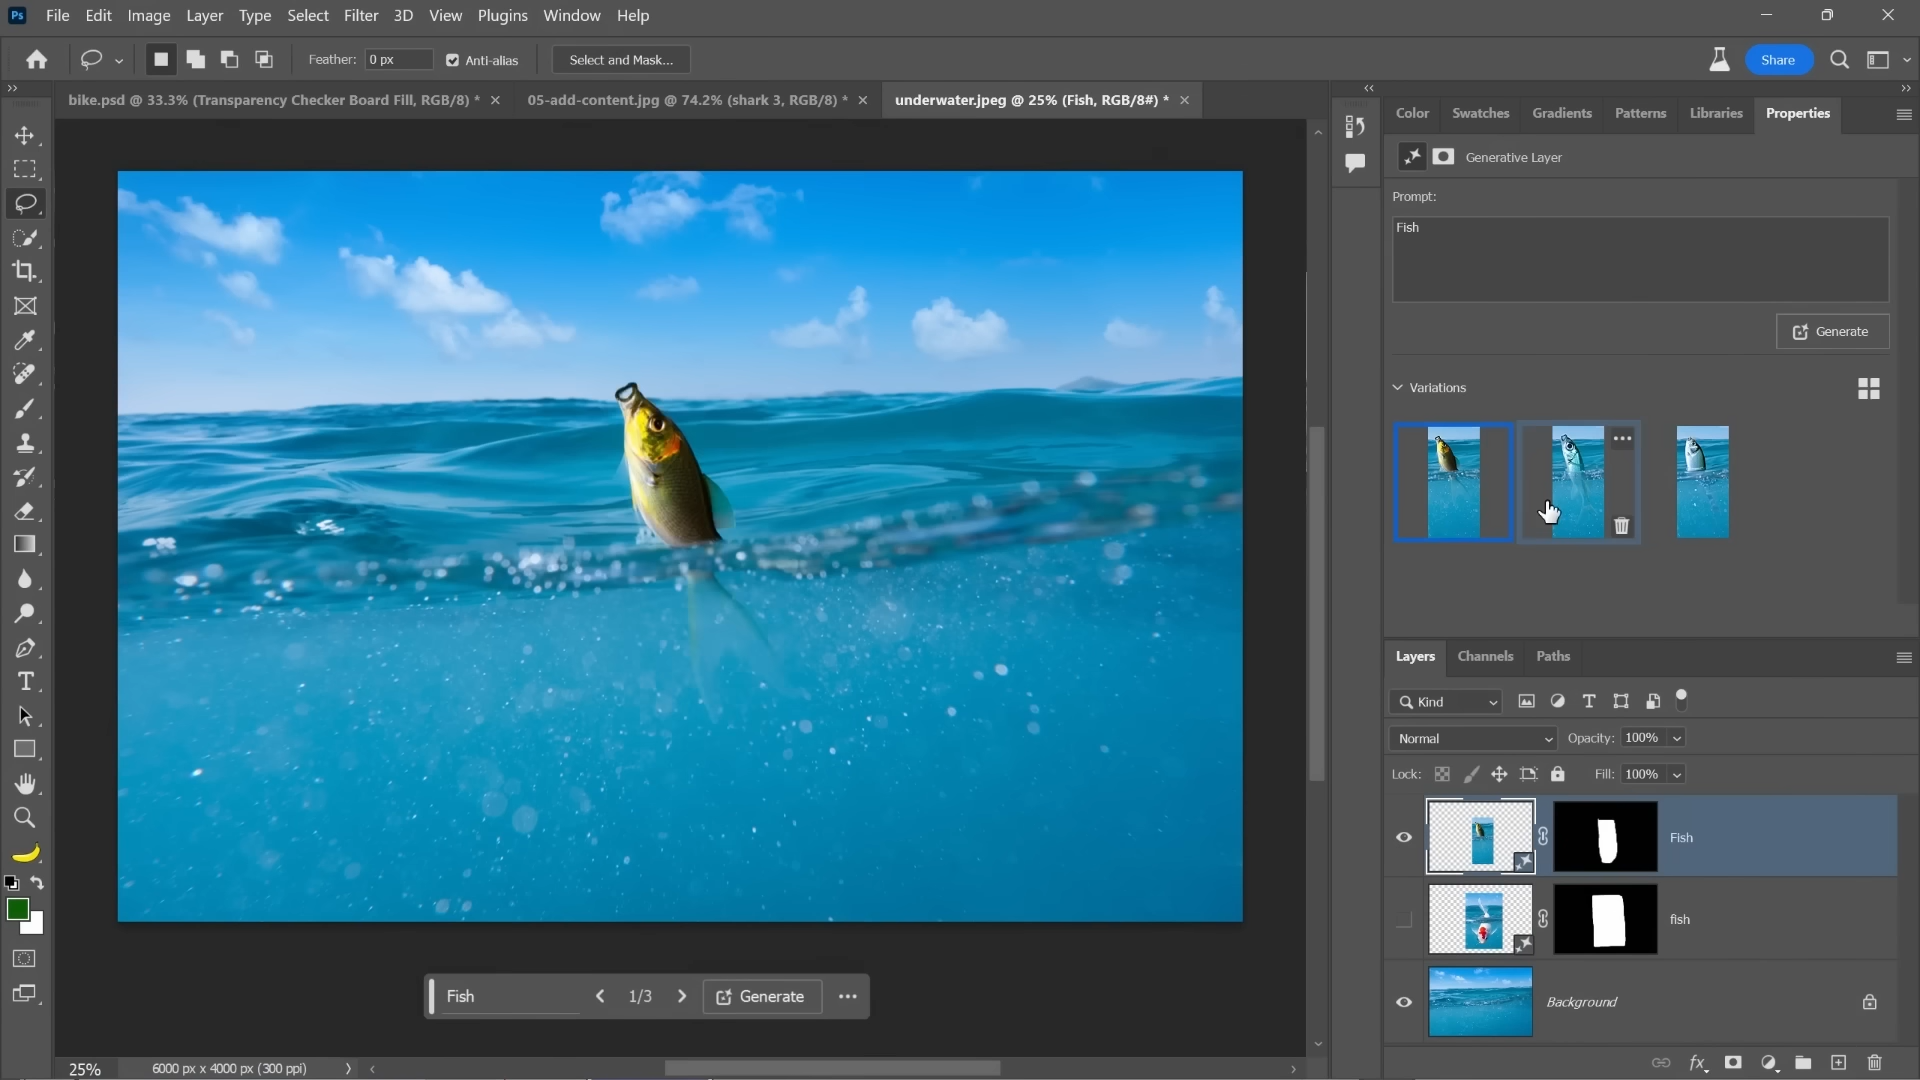 Ps File Edit Image Layer Type Select Filter 3D View Plugins Window Help
Feather: 0 px Anti-alias Select and Mask... Share
bike.psd @ 33.3% (Transparency Checker Board Fill, RGB/8) * 05-add-content.jpg @ 74.2% (shark 3, RGB/8) * underwater.jpeg @ 25% (Fish, RGB/8#) *
Color Swatches Gradients Patterns Libraries Properties
Generative Layer
Prompt:
Fish
Generate
Variations
Layers Channels Paths
Kind
Normal Opacity: 100%
Lock: Fill: 100%
Fish
fish
Background
Fish 1/3 Generate
25% 6000 px x 4000 px (300 ppi)